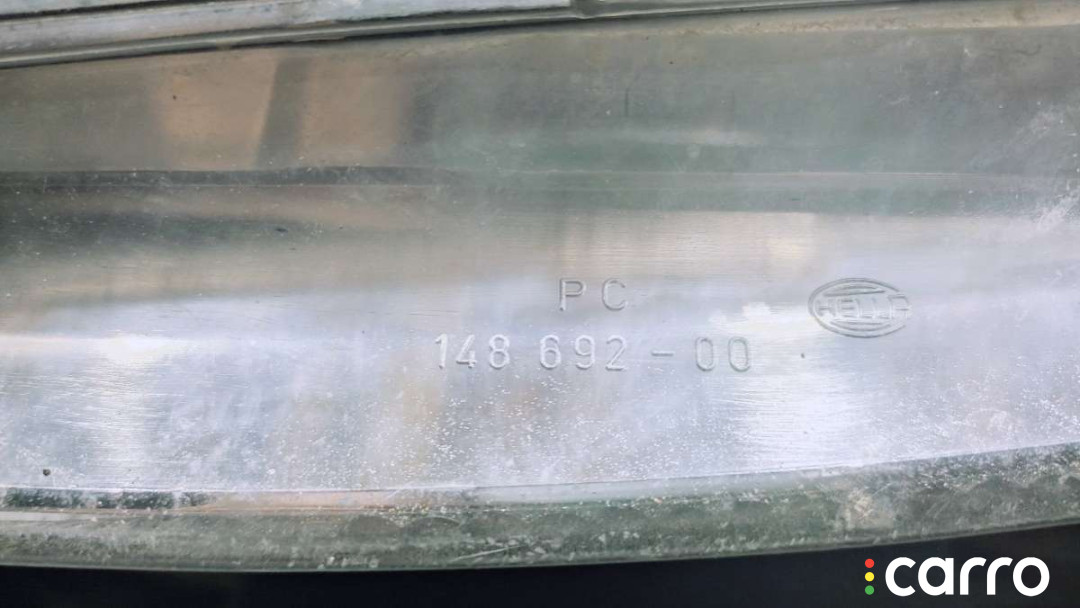 PC
HELLA
148 692-00
carro